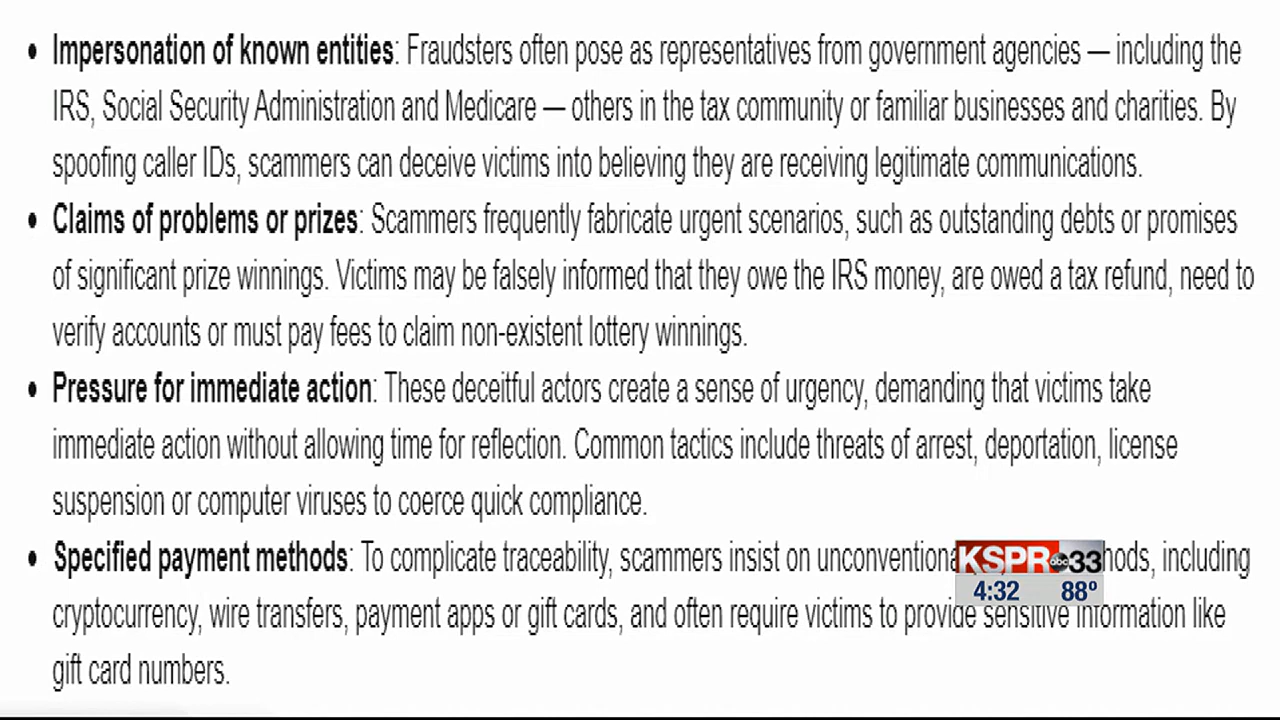 • Impersonation of known entities: Fraudsters often pose as representatives from government agencies — including the
IRS, Social Security Administration and Medicare — others in the tax community or familiar businesses and charities. By
spoofing caller IDs, scammers can deceive victims into believing they are receiving legitimate communications.
• Claims of problems or prizes: Scammers frequently fabricate urgent scenarios, such as outstanding debts or promises
of significant prize winnings. Victims may be falsely informed that they owe the IRS money, are owed a tax refund, need to
verify accounts or must pay fees to claim non-existent lottery winnings.
• Pressure for immediate action: These deceitful actors create a sense of urgency, demanding that victims take
immediate action without allowing time for reflection. Common tactics include threats of arrest, deportation, license
suspension or computer viruses to coerce quick compliance.
• Specified payment methods: To complicate traceability, scammers insist on including
KSPR abc 33
4:32 88°
cryptocurrency, wire transfers, payment apps or gift cards, and often require victims to provide sensitive information like
gift card numbers.